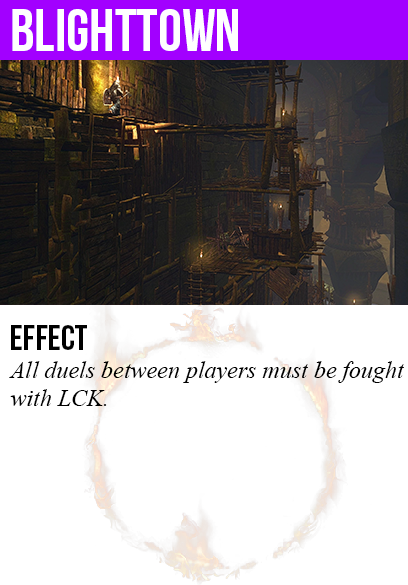 BLIGHTTOWN
EFFECT
All duels between players must be fought
with LCK.